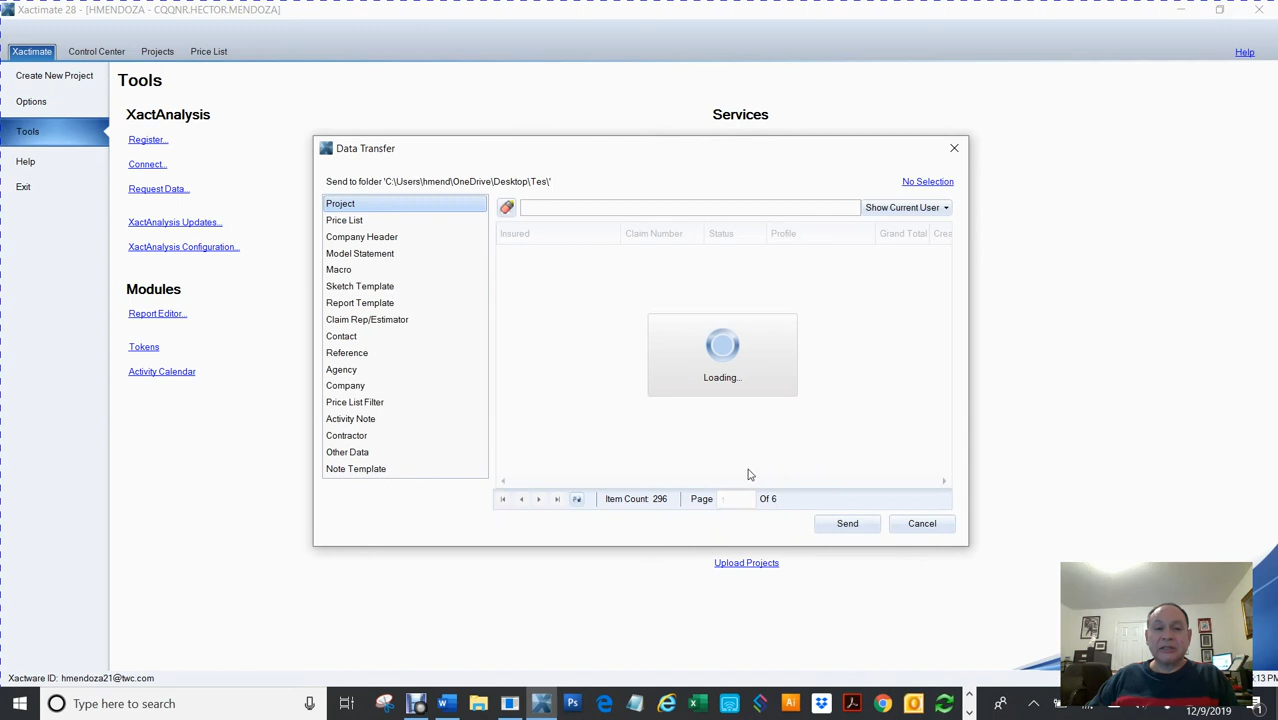 Xactimate 28 - [HMENDOZA - CQQNR.HECTOR.MENDOZA]
Xactimate Control Center Projects Price List Help
Create New Project
Options
Tools
Help
Exit
Tools
XactAnalysis
Register...
Connect...
Request Data...
XactAnalysis Updates...
XactAnalysis Configuration...
Modules
Report Editor...
Tokens
Activity Calendar
Services
Data Transfer
Send to folder 'C:\Users\hmend\OneDrive\Desktop\Tes\'
No Selection
Project
Price List
Company Header
Model Statement
Macro
Sketch Template
Report Template
Claim Rep/Estimator
Contact
Reference
Agency
Company
Price List Filter
Activity Note
Contractor
Other Data
Note Template
Show Current User
Insured Claim Number Status Profile Grand Total Crea
Loading...
Item Count: 296 Page 1 Of 6
Send Cancel
Upload Projects
Xactware ID: hmendoza21@twc.com
5:13 PM
Type here to search
12/9/2019